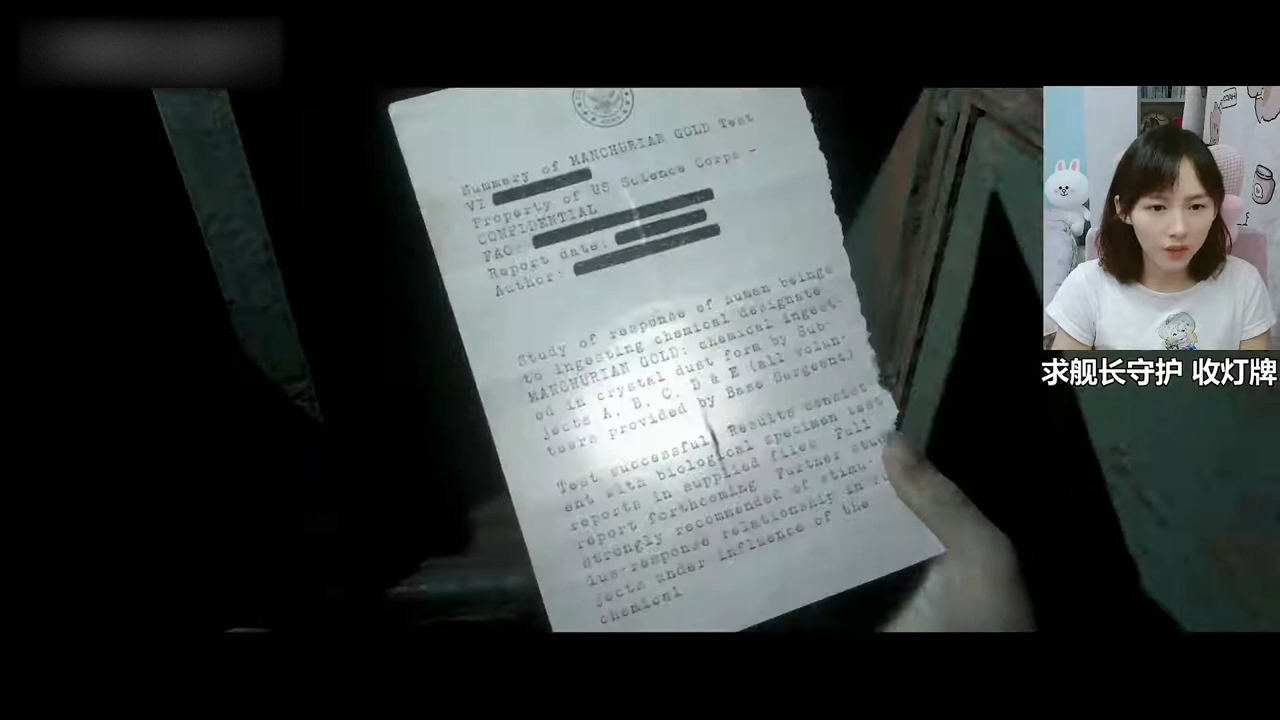 Summary of MANCHURIAN GOLD Test
VI
Property of US Science Corps -
CONFIDENTIAL
FAO:
Report date:
Author:
Study of response of human beings
to ingesting chemical designate
MANCHURIAN GOLD: chemical ingest-
ed in crystal dust form by Sub-
jects A, B, C, D & E (all volun-
teers provided by Base Sergeant)
Test successful Results consist-
ent with biological specimen test
reports in supplied files Full
report forthcoming Further stud
strongly recommended of stimu-
lus-response relationship in
jects under influence of the
chemical
求舰长守护 收灯牌